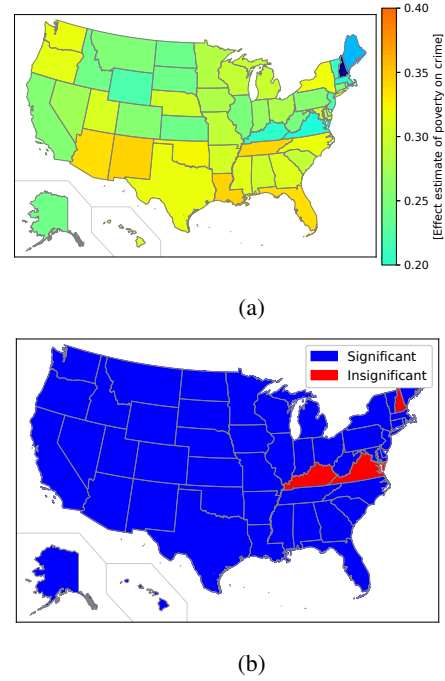 0.40
0.35
0.30
0.25
0.20
[Effect estimate of poverty on crime]
(a)
Significant
Insignificant
(b)